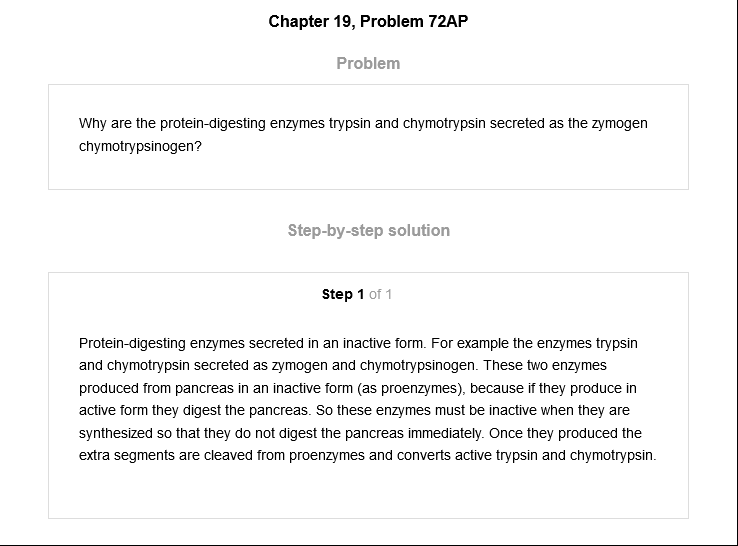 Chapter 19, Problem 72AP
Problem
Why are the protein-digesting enzymes trypsin and chymotrypsin secreted as the zymogen
chymotrypsinogen?
Step-by-step solution
Step 1 of 1
Protein-digesting enzymes secreted in an inactive form. For example the enzymes trypsin
and chymotrypsin secreted as zymogen and chymotrypsinogen. These two enzymes
produced from pancreas in an inactive form (as proenzymes), because if they produce in
active form they digest the pancreas. So these enzymes must be inactive when they are
synthesized so that they do not digest the pancreas immediately. Once they produced the
extra segments are cleaved from proenzymes and converts active trypsin and chymotrypsin.